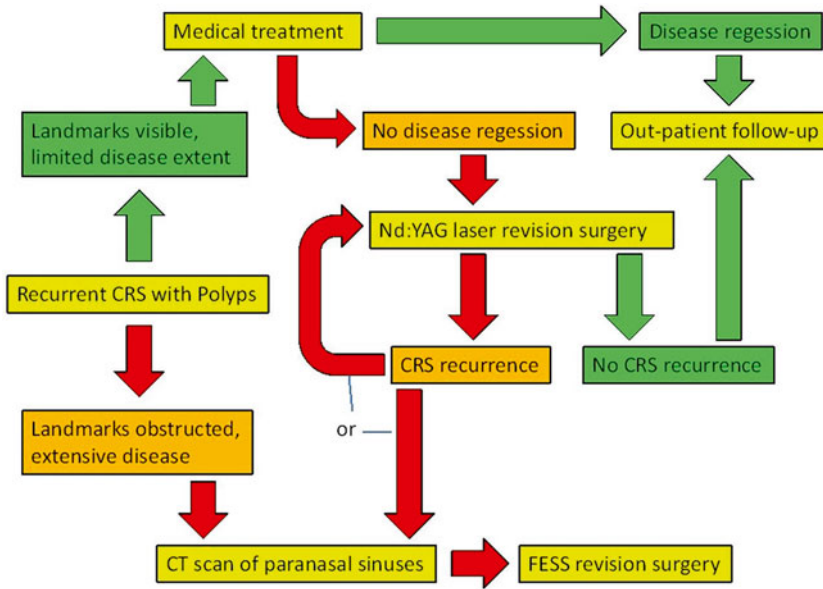 Medical treatment
Disease regression
Landmarks visible,
limited disease extent
No disease regession
Out-patient follow-up
Nd:YAG laser revision surgery
Recurrent CRS with Polyps
CRS recurrence
No CRS recurrence
Landmarks obstructed,
extensive disease
or
CT scan of paranasal sinuses
FESS revision surgery